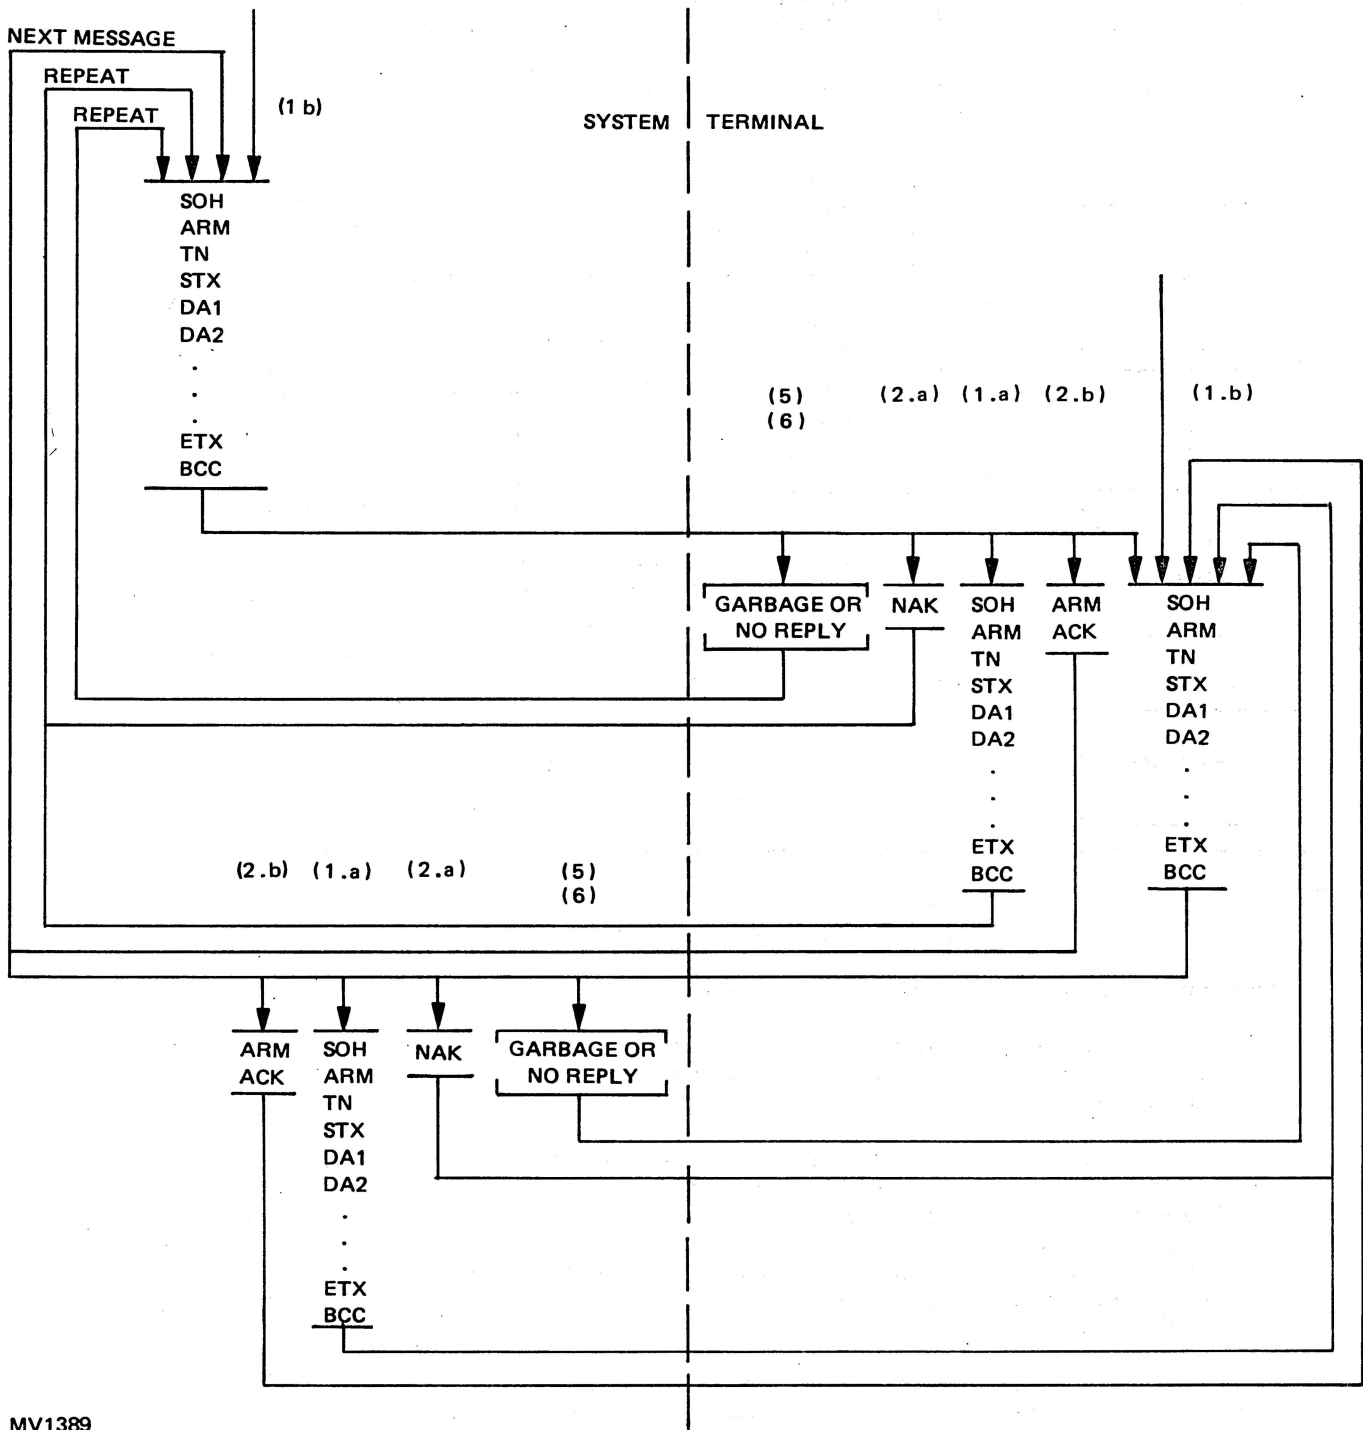 NEXT MESSAGE
REPEAT
REPEAT
(1 b)
SYSTEM
TERMINAL
SOH
ARM
TN
STX
DA1
DA2
.
.
.
ETX
BCC
(5)
(6)
(2.a)
(1.a)
(2.b)
(1.b)
GARBAGE OR
NO REPLY
NAK
SOH
ARM
TN
STX
DA1
DA2
.
.
.
ETX
BCC
ARM
ACK
SOH
ARM
TN
STX
DA1
DA2
.
.
.
ETX
BCC
(2.b)
(1.a)
(2.a)
(5)
(6)
ARM
ACK
SOH
ARM
TN
STX
DA1
DA2
.
.
.
ETX
BCC
NAK
GARBAGE OR
NO REPLY
MV1389